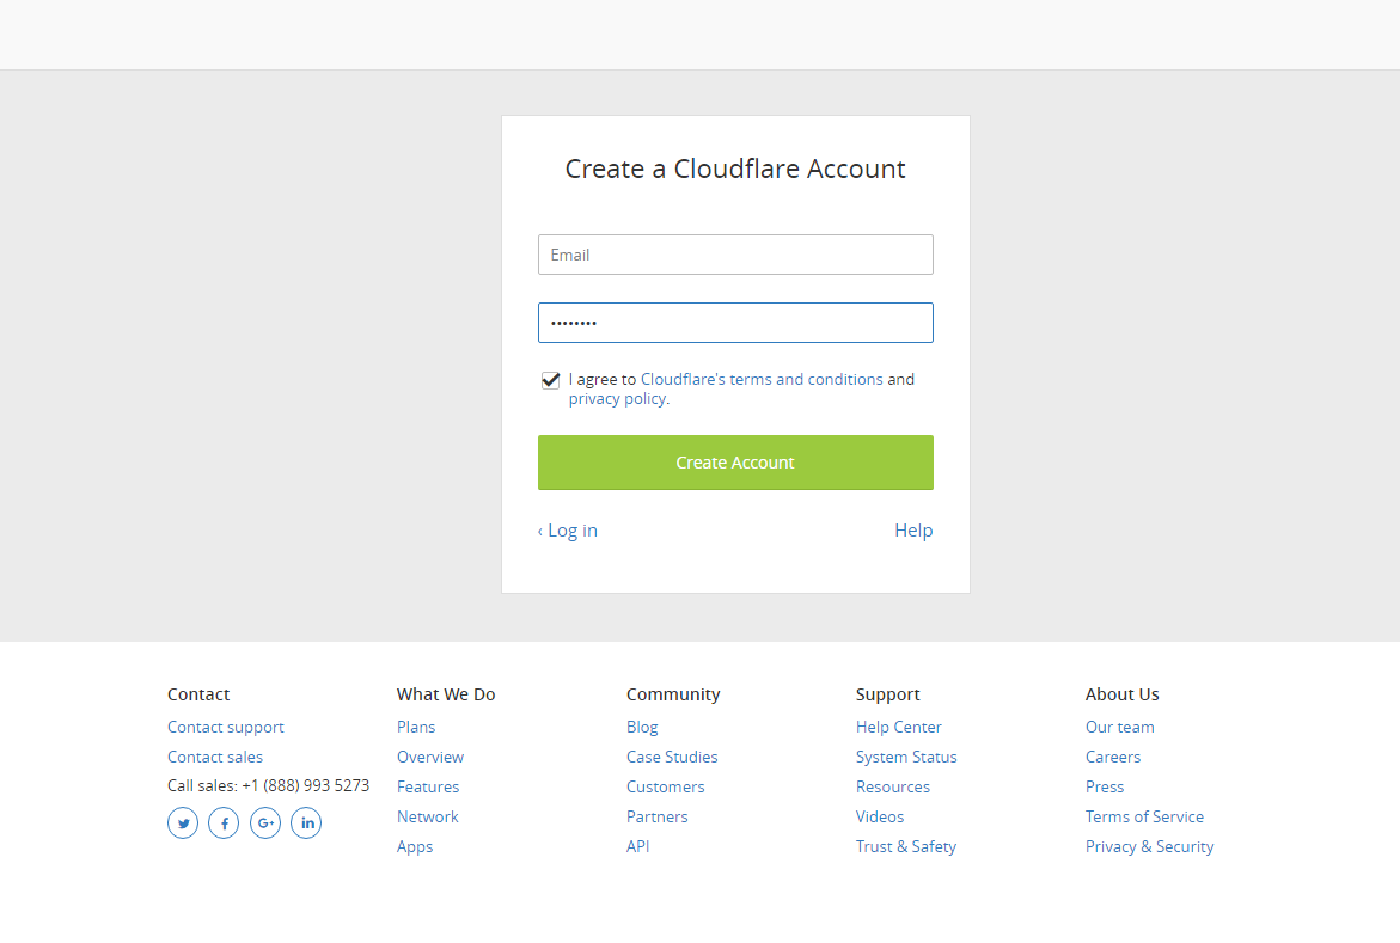 Create a Cloudflare Account
Email
••••••••
I agree to Cloudflare's terms and conditions and
privacy policy.
Create Account
‹ Log in
Help
Contact
Contact support
Contact sales
Call sales: +1 (888) 993 5273
What We Do
Plans
Overview
Features
Network
Apps
Community
Blog
Case Studies
Customers
Partners
API
Support
Help Center
System Status
Resources
Videos
Trust & Safety
About Us
Our team
Careers
Press
Terms of Service
Privacy & Security